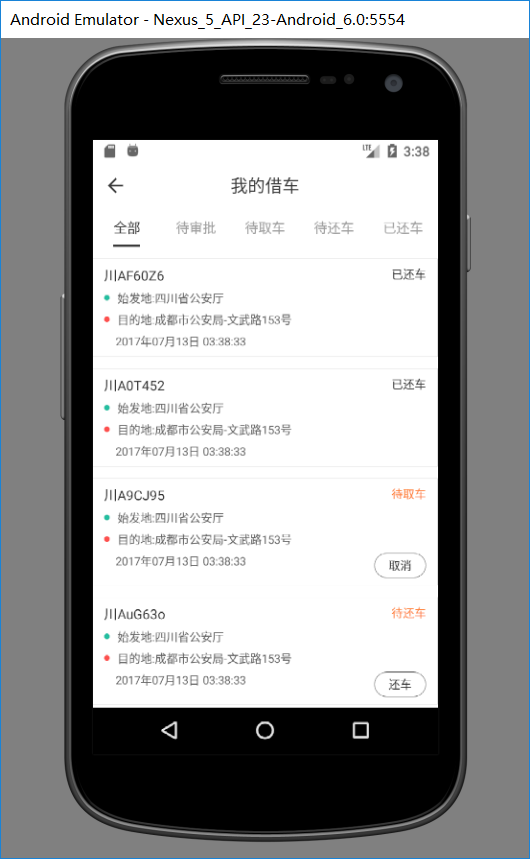 Android Emulator - Nexus_5_API_23-Android_6.0:5554
LTE 3:38
我的借车
全部 待审批 待取车 待还车 已还车
川AF60Z6 已还车
始发地:四川省公安厅
目的地:成都市公安局-文武路153号
2017年07月13日 03:38:33
川A0T452 已还车
始发地:四川省公安厅
目的地:成都市公安局-文武路153号
2017年07月13日 03:38:33
川A9CJ95 待取车
始发地:四川省公安厅
目的地:成都市公安局-文武路153号
2017年07月13日 03:38:33
取消
川AuG63o 待还车
始发地:四川省公安厅
目的地:成都市公安局-文武路153号
2017年07月13日 03:38:33
还车